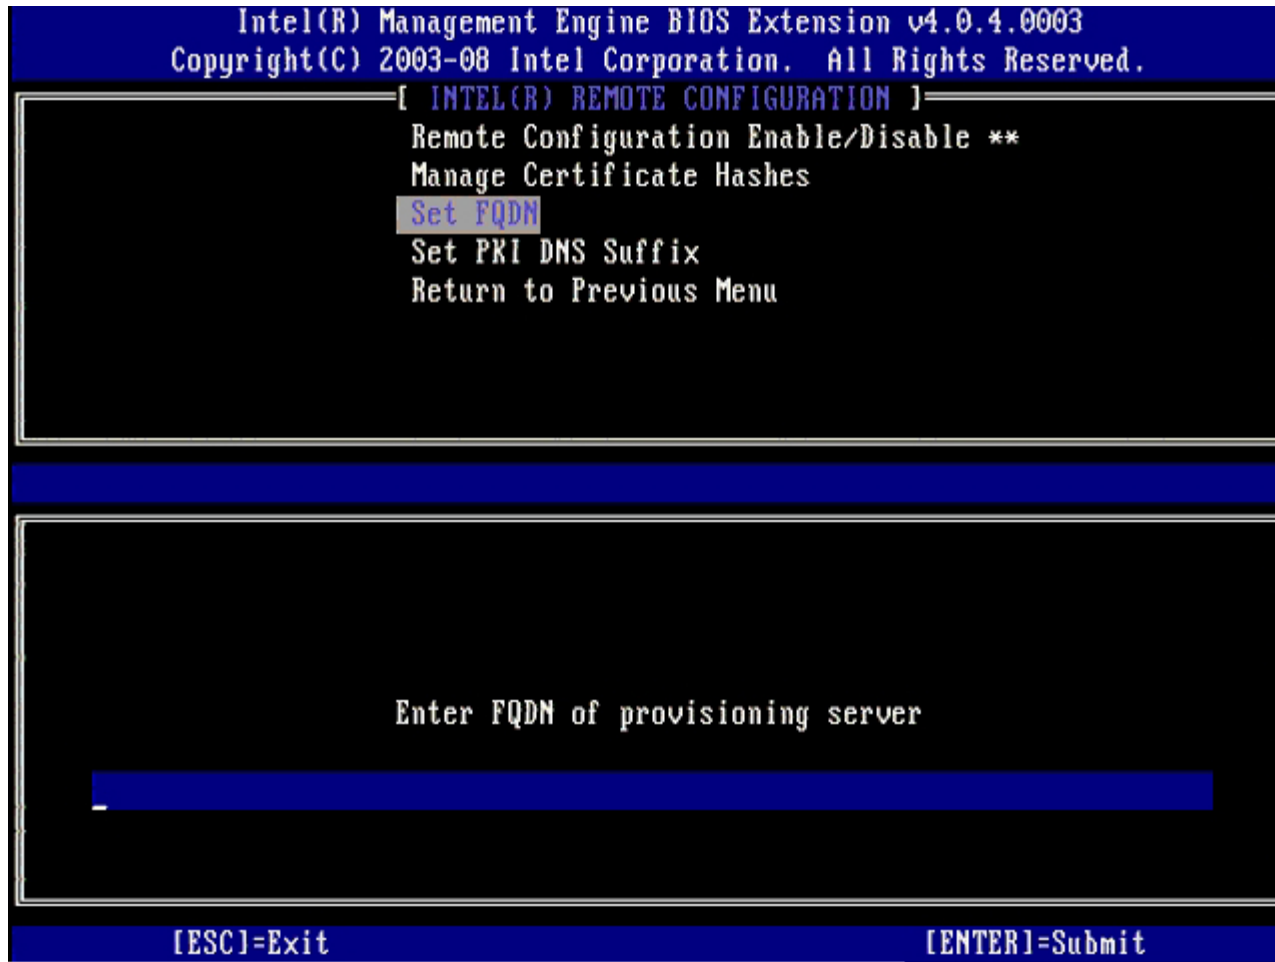 Intel(R) Management Engine BIOS Extension v4.0.4.0003
Copyright(C) 2003-08 Intel Corporation. All Rights Reserved.
[ INTEL(R) REMOTE CONFIGURATION ]
Remote Configuration Enable/Disable **
Manage Certificate Hashes
Set FQDN
Set PKI DNS Suffix
Return to Previous Menu
Enter FQDN of provisioning server
[ESC]=Exit [ENTER]=Submit